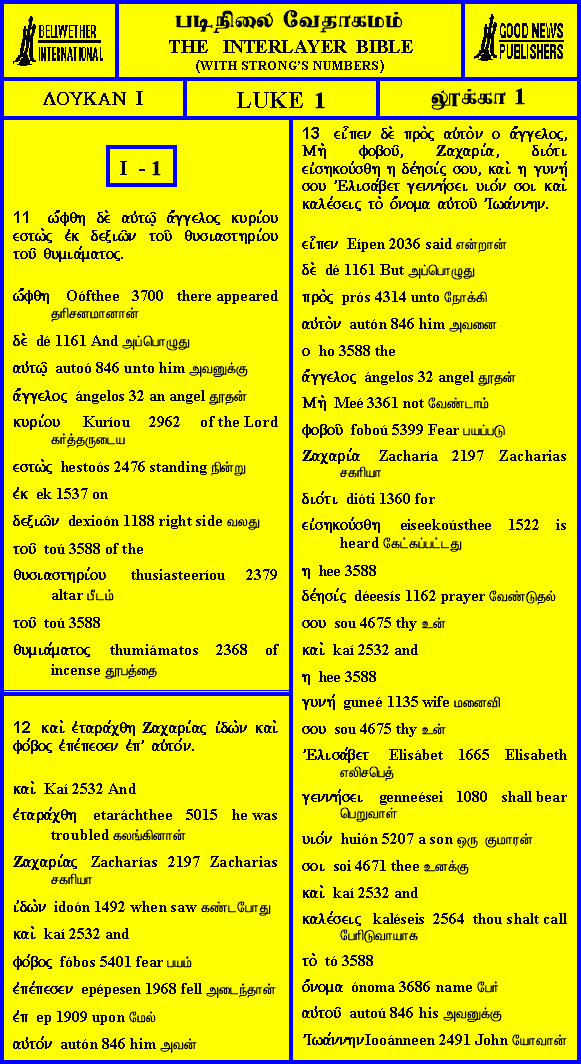 BELLWETHER
INTERNATIONAL
படிநிலை வேதாகமம்
THE INTERLAYER BIBLE
(WITH STRONG'S NUMBERS)
GOOD NEWS
PUBLISHERS
ΛΟΥΚΑΝ Ι
LUKE 1
லூக்கா 1
I - 1
11 ὤφθη δὲ αὐτῷ ἄγγελος κυρίου
εστὼς ἐκ δεξιῶν τοῦ θυσιαστηρίου
τοῦ θυμιάματος.
ὤφθη Oófthee 3700 there appeared
தரிசனமானான்
δὲ dé 1161 And அப்பொழுது
αὐτῷ autoó 846 unto him அவனுக்கு
ἄγγελος ángelos 32 an angel தூதன்
κυρίου Kuríou 2962 of the Lord
கர்த்தருடைய
εστὼς hestoós 2476 standing நின்று
ἐκ ek 1537 on
δεξιῶν dexioón 1188 right side வலது
τοῦ toú 3588 of the
θυσιαστηρίου thusiasteeríou 2379
altar பீடம்
τοῦ toú 3588
θυμιάματος thumiámatos 2368 of
incense தூபத்தை
12 καὶ ἐταράχθη Ζαχαρίας ἰδὼν καὶ
φόβος ἐπέπεσεν ἐπ' αὐτόν.
καὶ Kaí 2532 And
ἐταράχθη etaráchthee 5015 he was
troubled கலங்கினான்
Ζαχαρίας Zacharías 2197 Zacharias
சகரியா
ἰδὼν idoón 1492 when saw கண்டபோது
καὶ kaí 2532 and
φόβος fóbos 5401 fear பயம்
ἐπέπεσεν epépesen 1968 fell அடைந்தான்
ἐπ ep 1909 upon மேல்
αὐτόν autón 846 him அவன்
13 εἶπεν δὲ πρὸς αὐτὸν ο ἄγγελος,
Μὴ φοβοῦ, Ζαχαρία, διότι
εἰσηκούσθη η δέησίς σου, καὶ η γυνή
σου Ἐλισάβετ γεννήσει υιόν σοι καὶ
καλέσεις τὸ ὄνομα αὐτοῦ Ἰωάννην.
εἶπεν Eípen 2036 said என்றான்
δὲ dé 1161 But அப்பொழுது
πρὸς prós 4314 unto நோக்கி
αὐτὸν autón 846 him அவனை
ο ho 3588 the
ἄγγελος ángelos 32 angel தூதன்
Μὴ Meé 3361 not வேண்டாம்
φοβοῦ foboú 5399 Fear பயப்படு
Ζαχαρία Zacharía 2197 Zacharias
சகரியா
διότι dióti 1360 for
εἰσηκούσθη eiseekoústhee 1522 is
heard கேட்கப்பட்டது
η hee 3588
δέησίς déeesís 1162 prayer வேண்டுதல்
σου sou 4675 thy உன்
καὶ kaí 2532 and
η hee 3588
γυνή guneé 1135 wife மனைவி
σου sou 4675 thy உன்
Ἐλισάβετ Elisábet 1665 Elisabeth
எலிசபெத்
γεννήσει genneései 1080 shall bear
பெறுவாள்
υιόν huión 5207 a son ஒரு குமாரன்
σοι soi 4671 thee உனக்கு
καὶ kaí 2532 and
καλέσεις kaléseis 2564 thou shalt call
பேரிடுவாயாக
τὸ tó 3588
ὄνομα ónoma 3686 name பேர்
αὐτοῦ autoú 846 his அவனுக்கு
Ἰωάννην Iooánneen 2491 John யோவான்